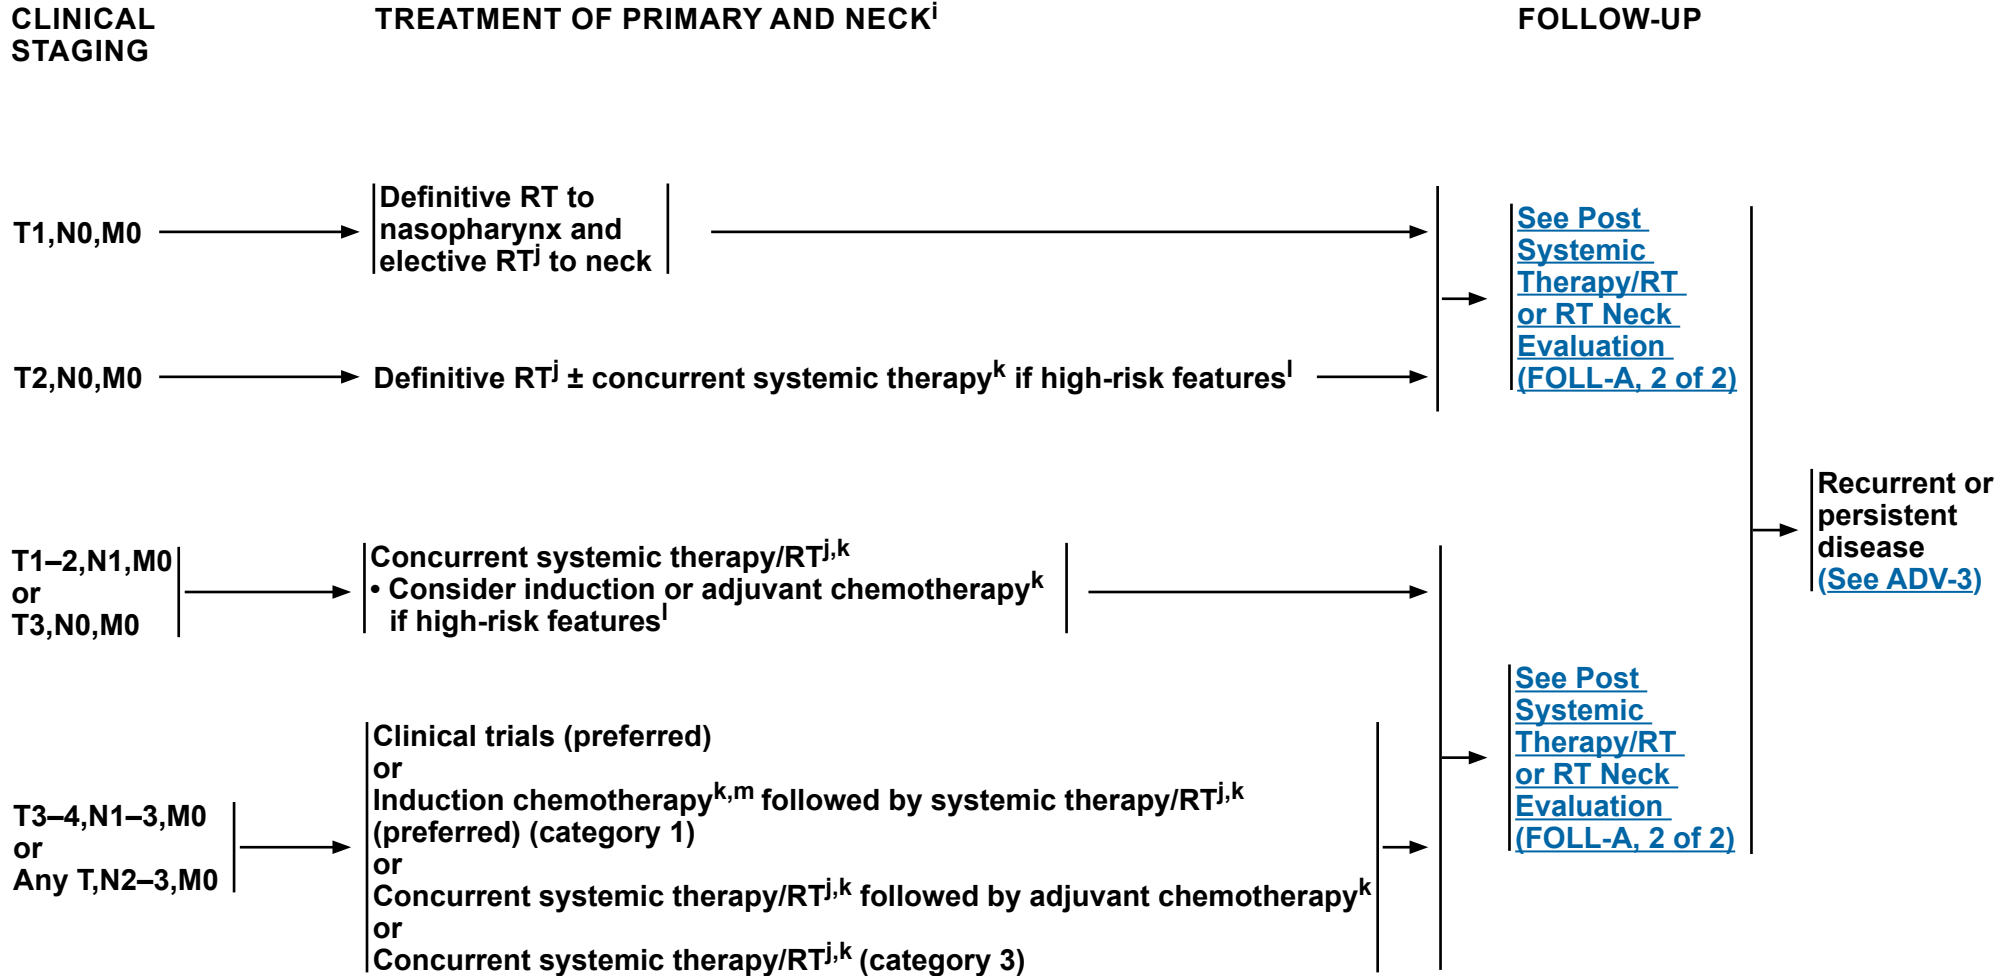 CLINICAL
STAGING
TREATMENT OF PRIMARY AND NECKⁱ
FOLLOW-UP
T1,N0,M0
Definitive RT to
nasopharynx and
elective RTʲ to neck
T2,N0,M0
Definitive RTʲ ± concurrent systemic therapyᵏ if high-risk featuresˡ
See Post
Systemic
Therapy/RT
or RT Neck
Evaluation
(FOLL-A, 2 of 2)
T1–2,N1,M0
or
T3,N0,M0
Concurrent systemic therapy/RTʲ,ᵏ
• Consider induction or adjuvant chemotherapyᵏ
if high-risk featuresˡ
T3–4,N1–3,M0
or
Any T,N2–3,M0
Clinical trials (preferred)
or
Induction chemotherapyᵏ,ᵐ followed by systemic therapy/RTʲ,ᵏ
(preferred) (category 1)
or
Concurrent systemic therapy/RTʲ,ᵏ followed by adjuvant chemotherapyᵏ
or
Concurrent systemic therapy/RTʲ,ᵏ (category 3)
See Post
Systemic
Therapy/RT
or RT Neck
Evaluation
(FOLL-A, 2 of 2)
Recurrent or
persistent
disease
(See ADV-3)